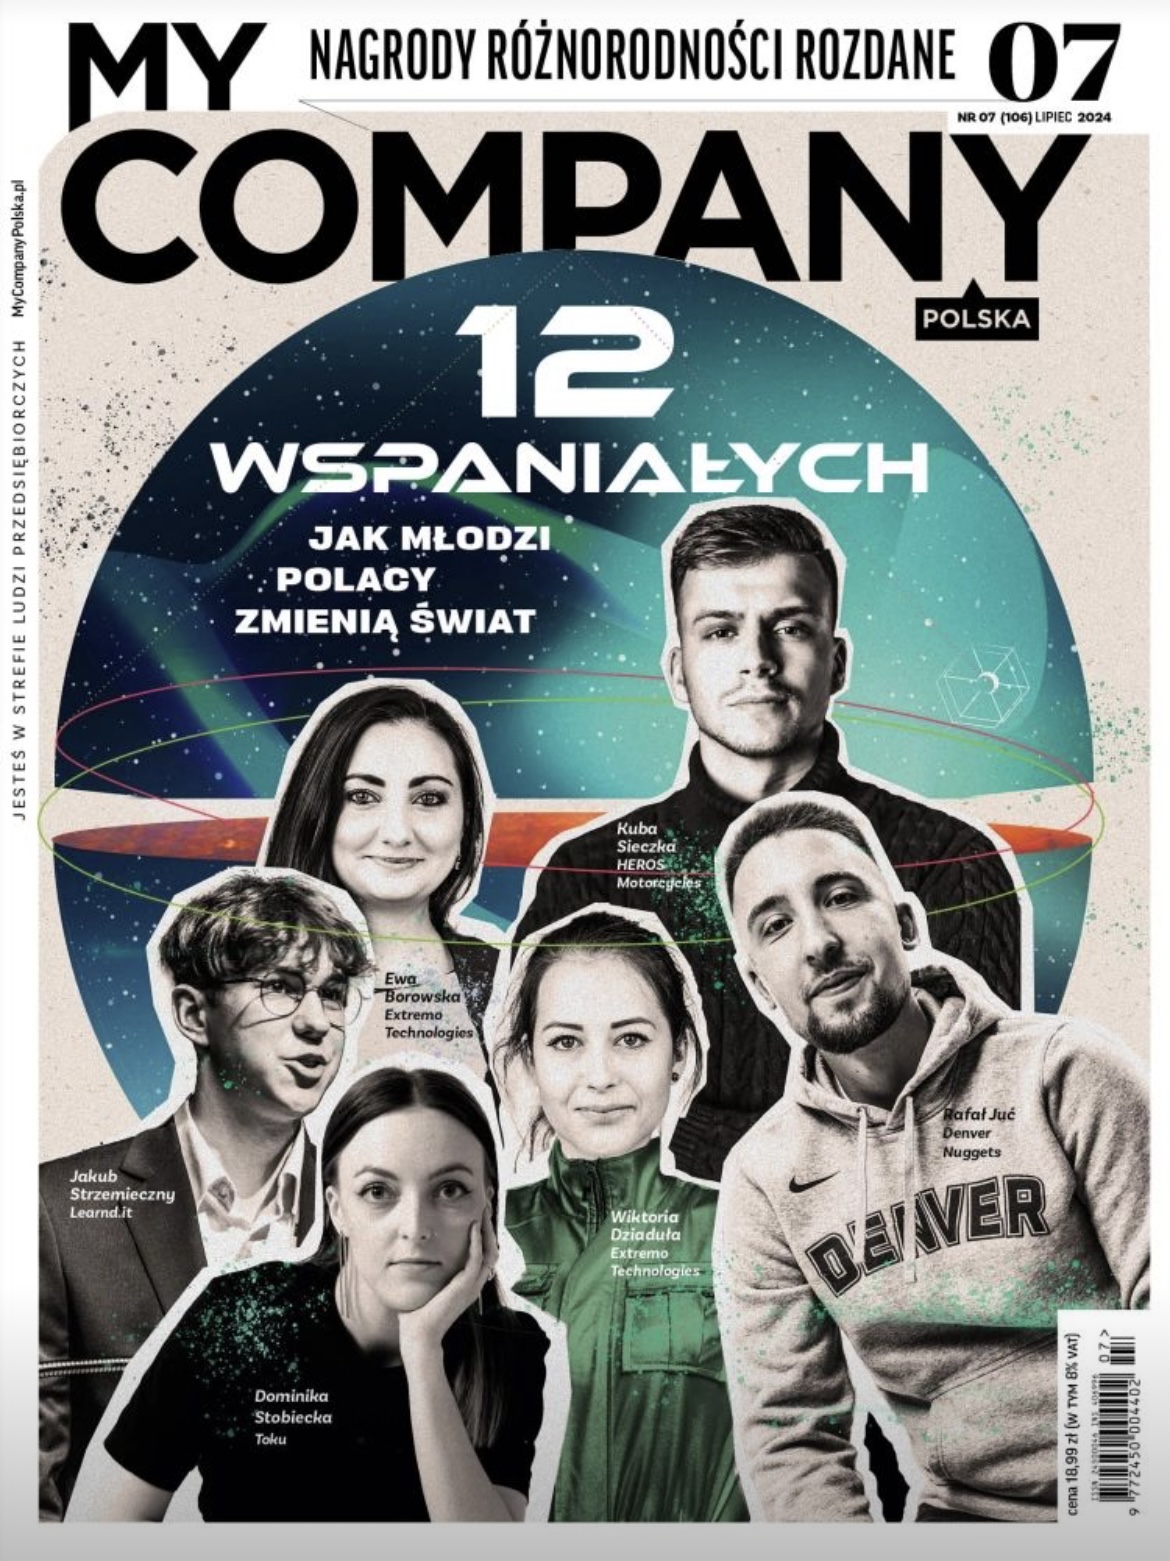 MY
NAGRODY RÓŻNORODNOŚCI ROZDANE
07
NR 07 (106) LIPIEC 2024
COMPANY
POLSKA
MyCompanyPolska.pl
JESTEŚ W STREFIE LUDZI PRZEDSIĘBIORCZYCH
12
WSPANIAŁYCH
JAK MŁODZI
POLACY
ZMIENIĄ ŚWIAT
Kuba
Sieczka
HEROS
Motorcycles
Ewa
Borowska
Extremo
Technologies
Rafał Juć
Denver
Nuggets
DENVER
Jakub
Strzemieczny
Learnd.it
Wiktoria
Dziaduła
Extremo
Technologies
Dominika
Stobiecka
Toku
cena 18,99 zł (W TYM 8% VAT)
07>
9 772450 004402